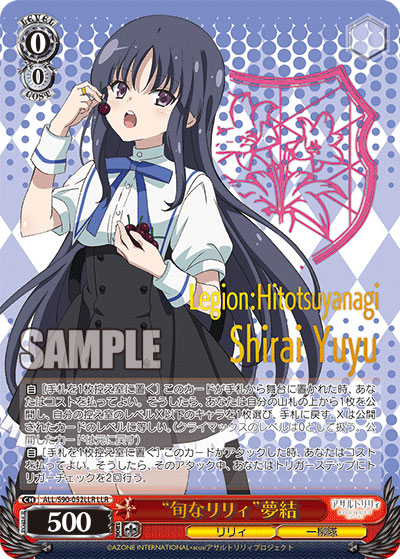 LEVEL
0
0
COST
Legion:Hitotsuyanagi
Shirai Yuyu
SAMPLE
自［手札を1枚控え室に置く］このカードが手札から舞台に置かれた時、あな
たはコストを払ってよい。そうしたら、あなたは自分の山札の上から1枚を公
開し、自分の控え室のレベルX以下のキャラを1枚選び、手札に戻す。Xは公開
されたカードのレベルに等しい。（クライマックスのレベルは0として扱う。公
開したカードは元に戻す）
自［手札を1枚控え室に置く］このカードがアタックした時、あなたはコスト
を払ってよい。そうしたら、そのアタック中、あなたはトリガーステップにト
リガーチェックを2回行う。
CH ALL/S90-052LLR LLR
POWER
500
“旬なリリィ”夢結
リリィ
一柳隊
アサルトリリィ
©AZONE INTERNATIONAL・acus/アサルトリリィプロジェクト